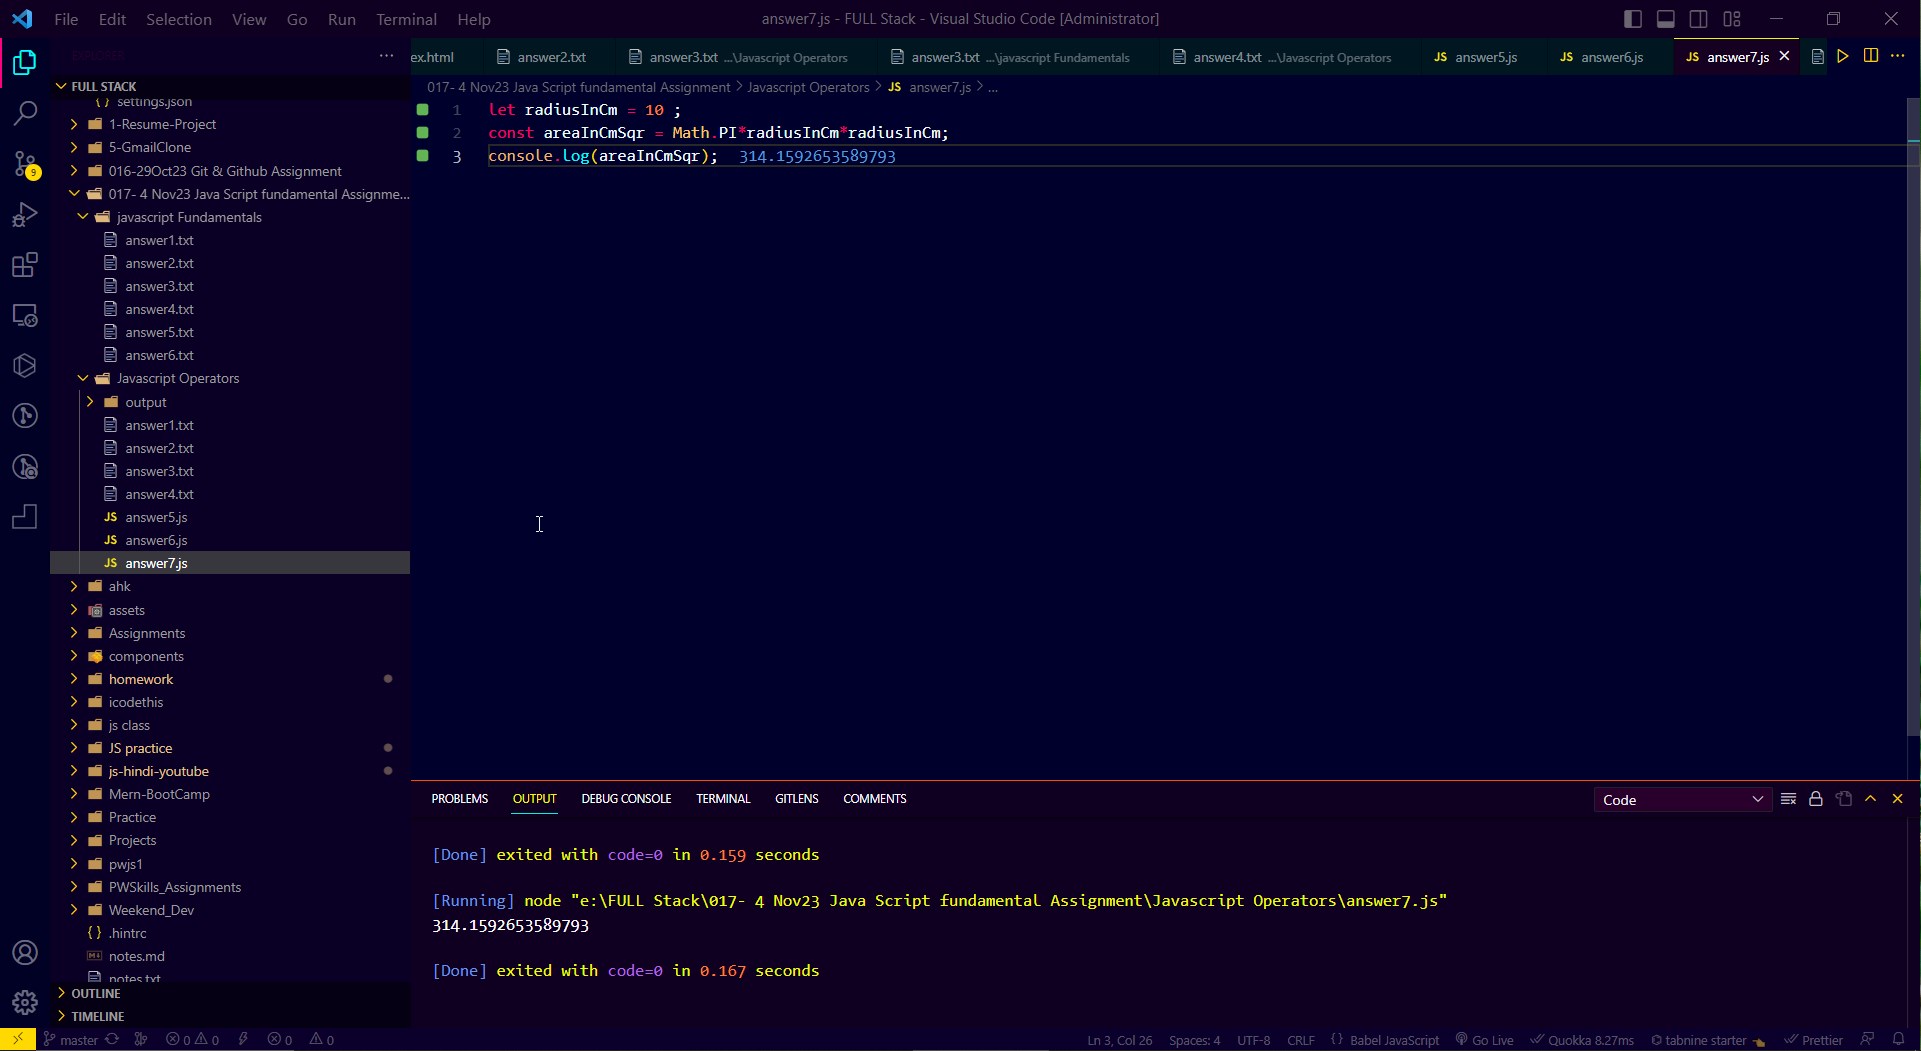 File Edit Selection View Go Run Terminal Help
answer7.js - FULL Stack - Visual Studio Code [Administrator]
EXPLORER
ex.html answer2.txt answer3.txt ...\Javascript Operators answer3.txt ...\javascript Fundamentals answer4.txt ...\Javascript Operators JS answer5.js JS answer6.js JS answer7.js
FULL STACK
settings.json
1-Resume-Project
5-GmailClone
016-29Oct23 Git & Github Assignment
017- 4 Nov23 Java Script fundamental Assignme...
javascript Fundamentals
answer1.txt
answer2.txt
answer3.txt
answer4.txt
answer5.txt
answer6.txt
Javascript Operators
output
answer1.txt
answer2.txt
answer3.txt
answer4.txt
JS answer5.js
JS answer6.js
JS answer7.js
ahk
assets
Assignments
components
homework
icodethis
js class
JS practice
js-hindi-youtube
Mern-BootCamp
Practice
Projects
pwjs1
PWSkills_Assignments
Weekend_Dev
.hintrc
notes.md
notes.txt
OUTLINE
TIMELINE
9
017- 4 Nov23 Java Script fundamental Assignment > Javascript Operators > JS answer7.js > ...
1 let radiusInCm = 10 ;
2 const areaInCmSqr = Math.PI*radiusInCm*radiusInCm;
3 console.log(areaInCmSqr); 314.1592653589793
PROBLEMS OUTPUT DEBUG CONSOLE TERMINAL GITLENS COMMENTS
Code
[Done] exited with code=0 in 0.159 seconds
[Running] node "e:\FULL Stack\017- 4 Nov23 Java Script fundamental Assignment\Javascript Operators\answer7.js"
314.1592653589793
[Done] exited with code=0 in 0.167 seconds
master 0 0 0 0 Ln 3, Col 26 Spaces: 4 UTF-8 CRLF {} Babel JavaScript Go Live Quokka 8.27ms tabnine starter Prettier